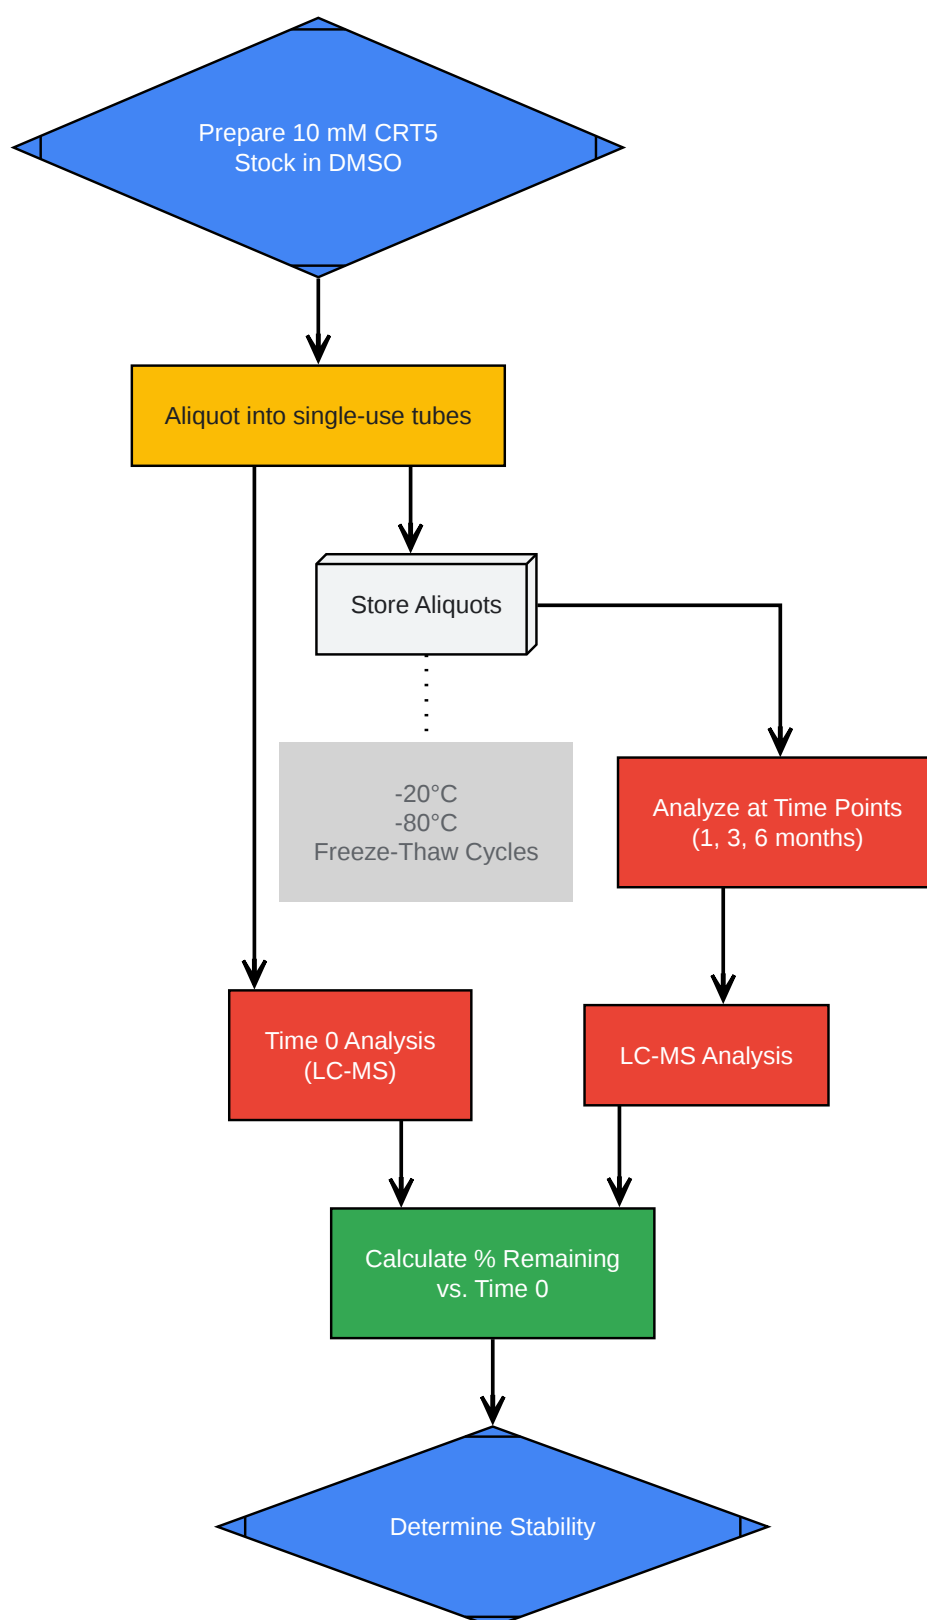 Prepare 10 mM CRT5
Stock in DMSO
Aliquot into single-use tubes
Store Aliquots
-20°C
-80°C
Freeze-Thaw Cycles
Analyze at Time Points
(1, 3, 6 months)
Time 0 Analysis
(LC-MS)
LC-MS Analysis
Calculate % Remaining
vs. Time 0
Determine Stability